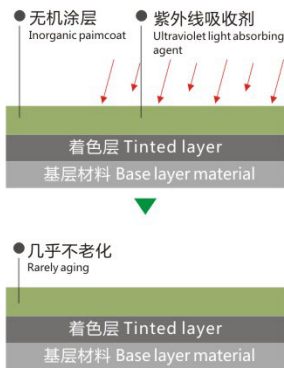 无机涂层
Inorganic paimcoat
紫外线吸收剂
Ultraviolet light absorbing
agent
着色层 Tinted layer
基层材料 Base layer material
几乎不老化
Rarely aging
着色层 Tinted layer
基层材料 Base layer material